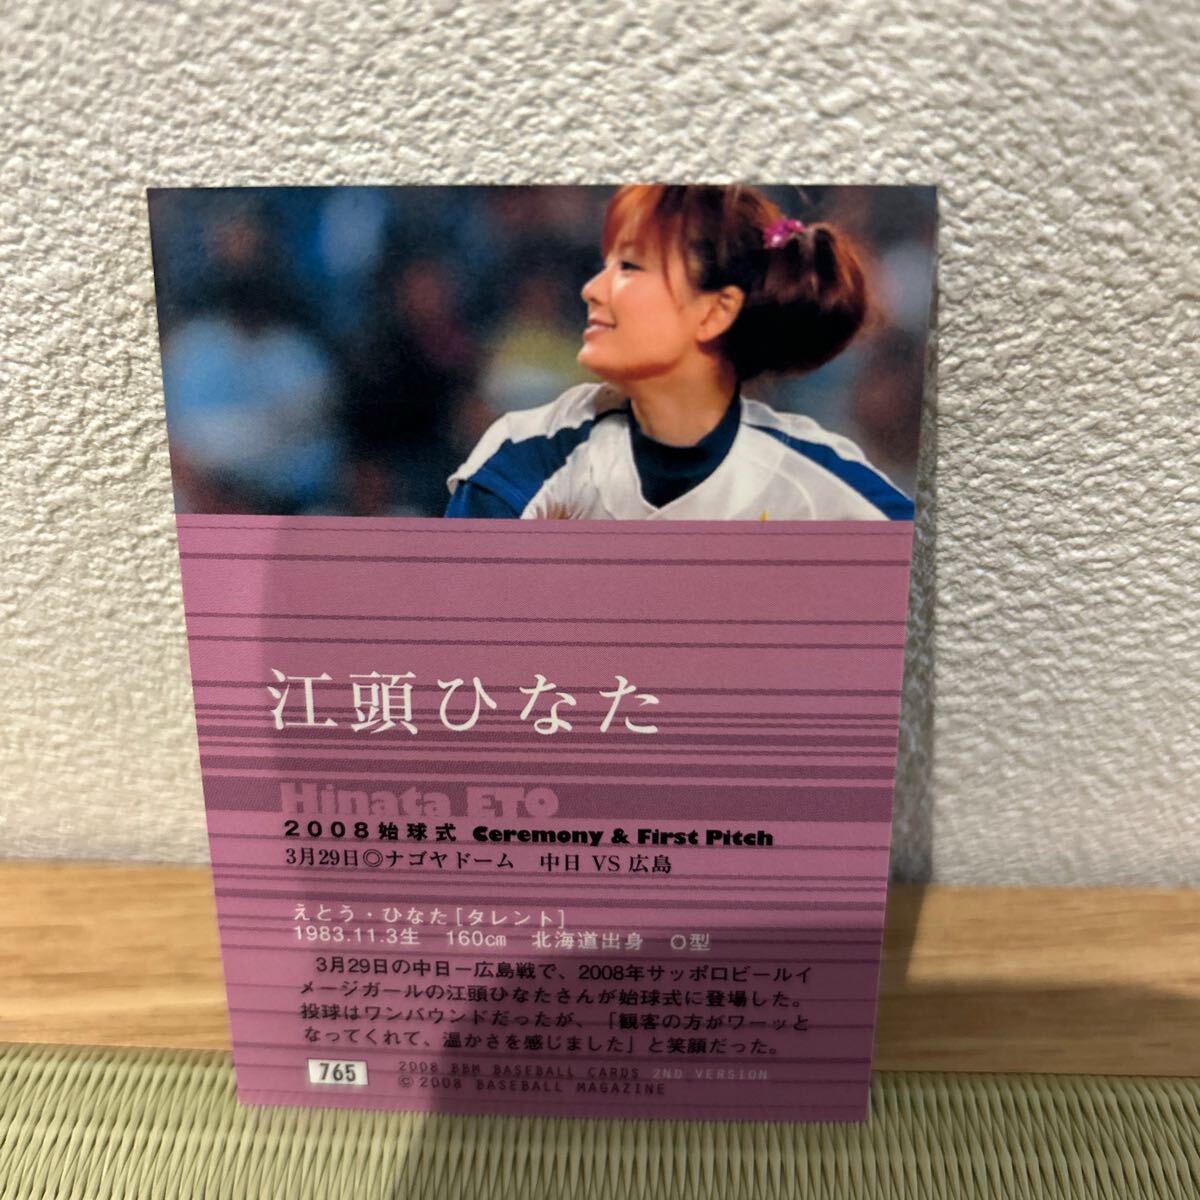 江頭ひなた
Hinata ETO
2008始球式 Ceremony & First Pitch
3月29日◎ナゴヤドーム 中日 VS 広島
えとう・ひなた[タレント]
1983.11.3生 160cm 北海道出身 O型
3月29日の中日ー広島戦で、2008年サッポロビールイ
メージガールの江頭ひなたさんが始球式に登場した。
投球はワンバウンドだったが、「観客の方がワーッと
なってくれて、温かさを感じました」と笑顔だった。
765
2008 BBM BASEBALL CARDS 2ND VERSION
©2008 BASEBALL MAGAZINE